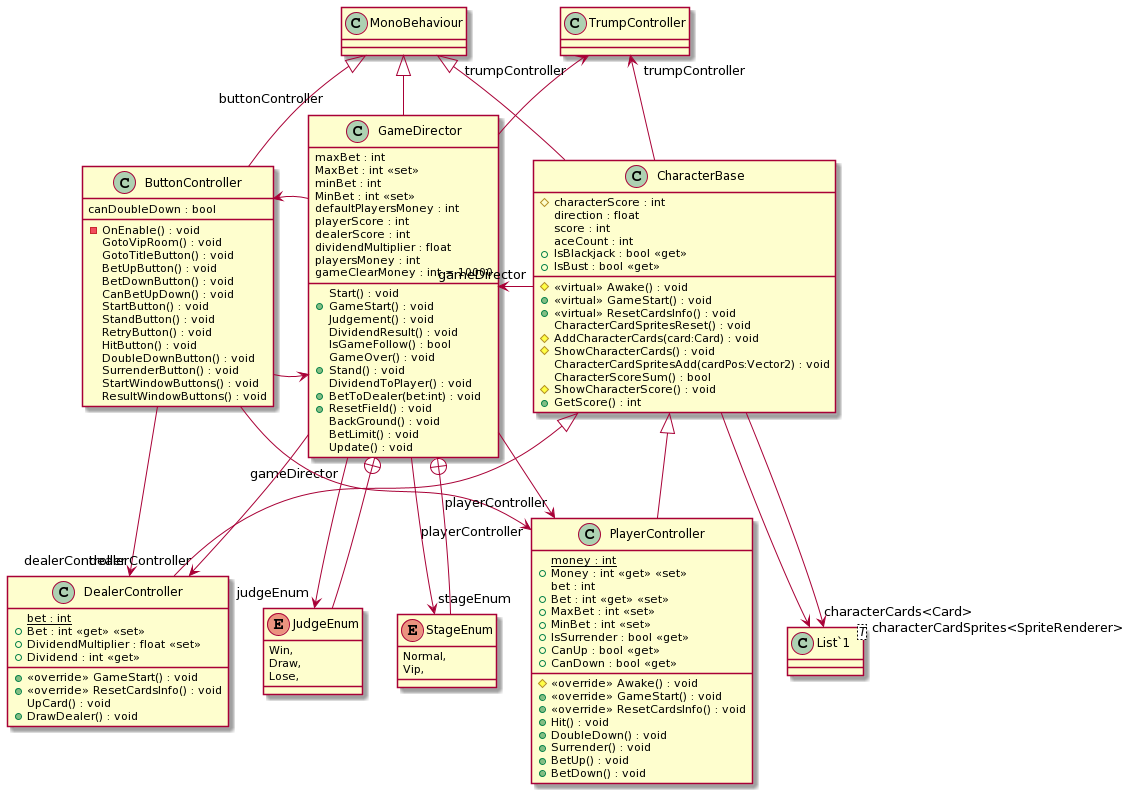 C MonoBehaviour
C TrumpController
trumpController
trumpController
buttonController
C GameDirector
maxBet : int
MaxBet : int «set»
minBet : int
MinBet : int «set»
defaultPlayersMoney : int
playerScore : int
dealerScore : int
dividendMultiplier : float
playersMoney : int
gameClearMoney : int = 10000
Start() : void
GameStart() : void
Judgement() : void
DividendResult() : void
IsGameFollow() : bool
GameOver() : void
Stand() : void
DividendToPlayer() : void
BetToDealer(bet:int) : void
ResetField() : void
BackGround() : void
BetLimit() : void
Update() : void
C ButtonController
canDoubleDown : bool
OnEnable() : void
GotoVipRoom() : void
GotoTitleButton() : void
BetUpButton() : void
BetDownButton() : void
CanBetUpDown() : void
StartButton() : void
StandButton() : void
RetryButton() : void
HitButton() : void
DoubleDownButton() : void
SurrenderButton() : void
StartWindowButtons() : void
ResultWindowButtons() : void
C CharacterBase
characterScore : int
direction : float
score : int
aceCount : int
IsBlackjack : bool «get»
IsBust : bool «get»
«virtual» Awake() : void
«virtual» GameStart() : void
«virtual» ResetCardsInfo() : void
CharacterCardSpritesReset() : void
AddCharacterCards(card:Card) : void
ShowCharacterCards() : void
CharacterCardSpritesAdd(cardPos:Vector2) : void
CharacterScoreSum() : bool
ShowCharacterScore() : void
GetScore() : int
gameDirector
gameDirector
playerController
playerController
dealerController
dealerController
judgeEnum
stageEnum
characterCards<Card>
characterCardSprites<SpriteRenderer>
C DealerController
bet : int
Bet : int «get» «set»
DividendMultiplier : float «set»
Dividend : int «get»
«override» GameStart() : void
«override» ResetCardsInfo() : void
UpCard() : void
DrawDealer() : void
E JudgeEnum
Win,
Draw,
Lose,
E StageEnum
Normal,
Vip,
C PlayerController
money : int
Money : int «get» «set»
bet : int
Bet : int «get» «set»
MaxBet : int «set»
MinBet : int «set»
IsSurrender : bool «get»
CanUp : bool «get»
CanDown : bool «get»
«override» Awake() : void
«override» GameStart() : void
«override» ResetCardsInfo() : void
Hit() : void
DoubleDown() : void
Surrender() : void
BetUp() : void
BetDown() : void
C List`1